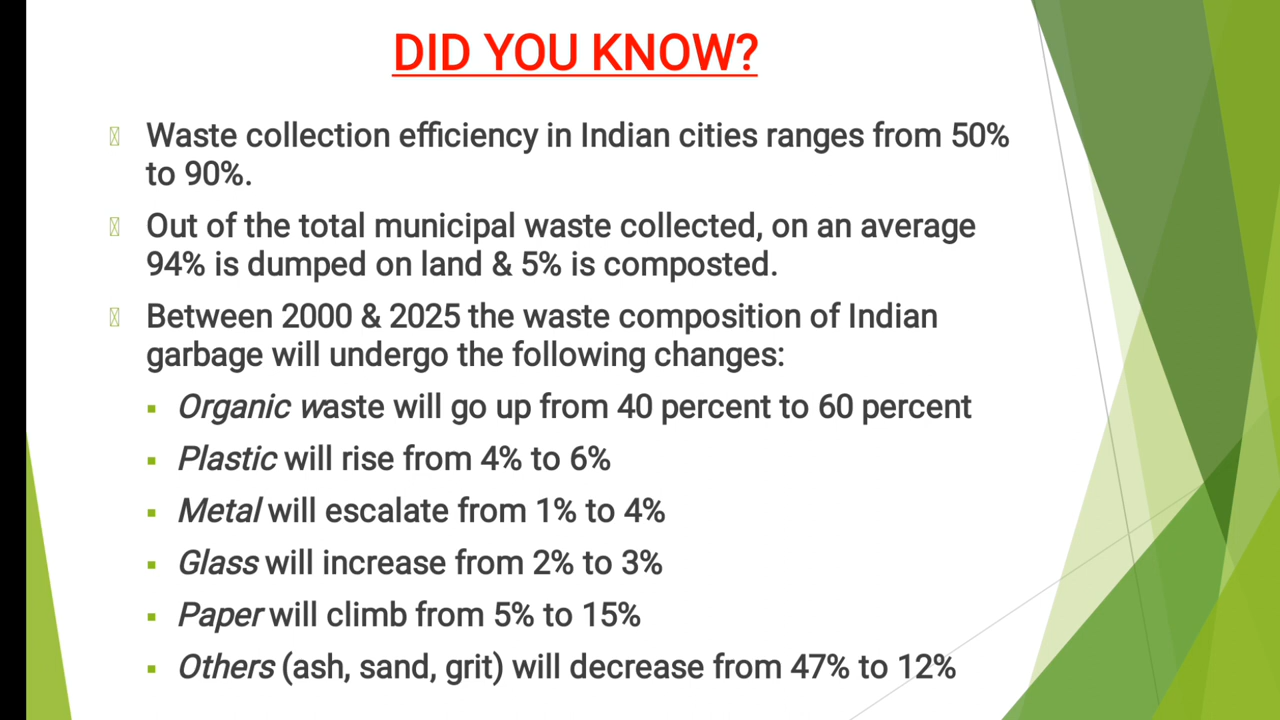 DID YOU KNOW?
Waste collection efficiency in Indian cities ranges from 50%
to 90%.
Out of the total municipal waste collected, on an average
94% is dumped on land & 5% is composted.
Between 2000 & 2025 the waste composition of Indian
garbage will undergo the following changes:
Organic waste will go up from 40 percent to 60 percent
Plastic will rise from 4% to 6%
Metal will escalate from 1% to 4%
Glass will increase from 2% to 3%
Paper will climb from 5% to 15%
Others (ash, sand, grit) will decrease from 47% to 12%